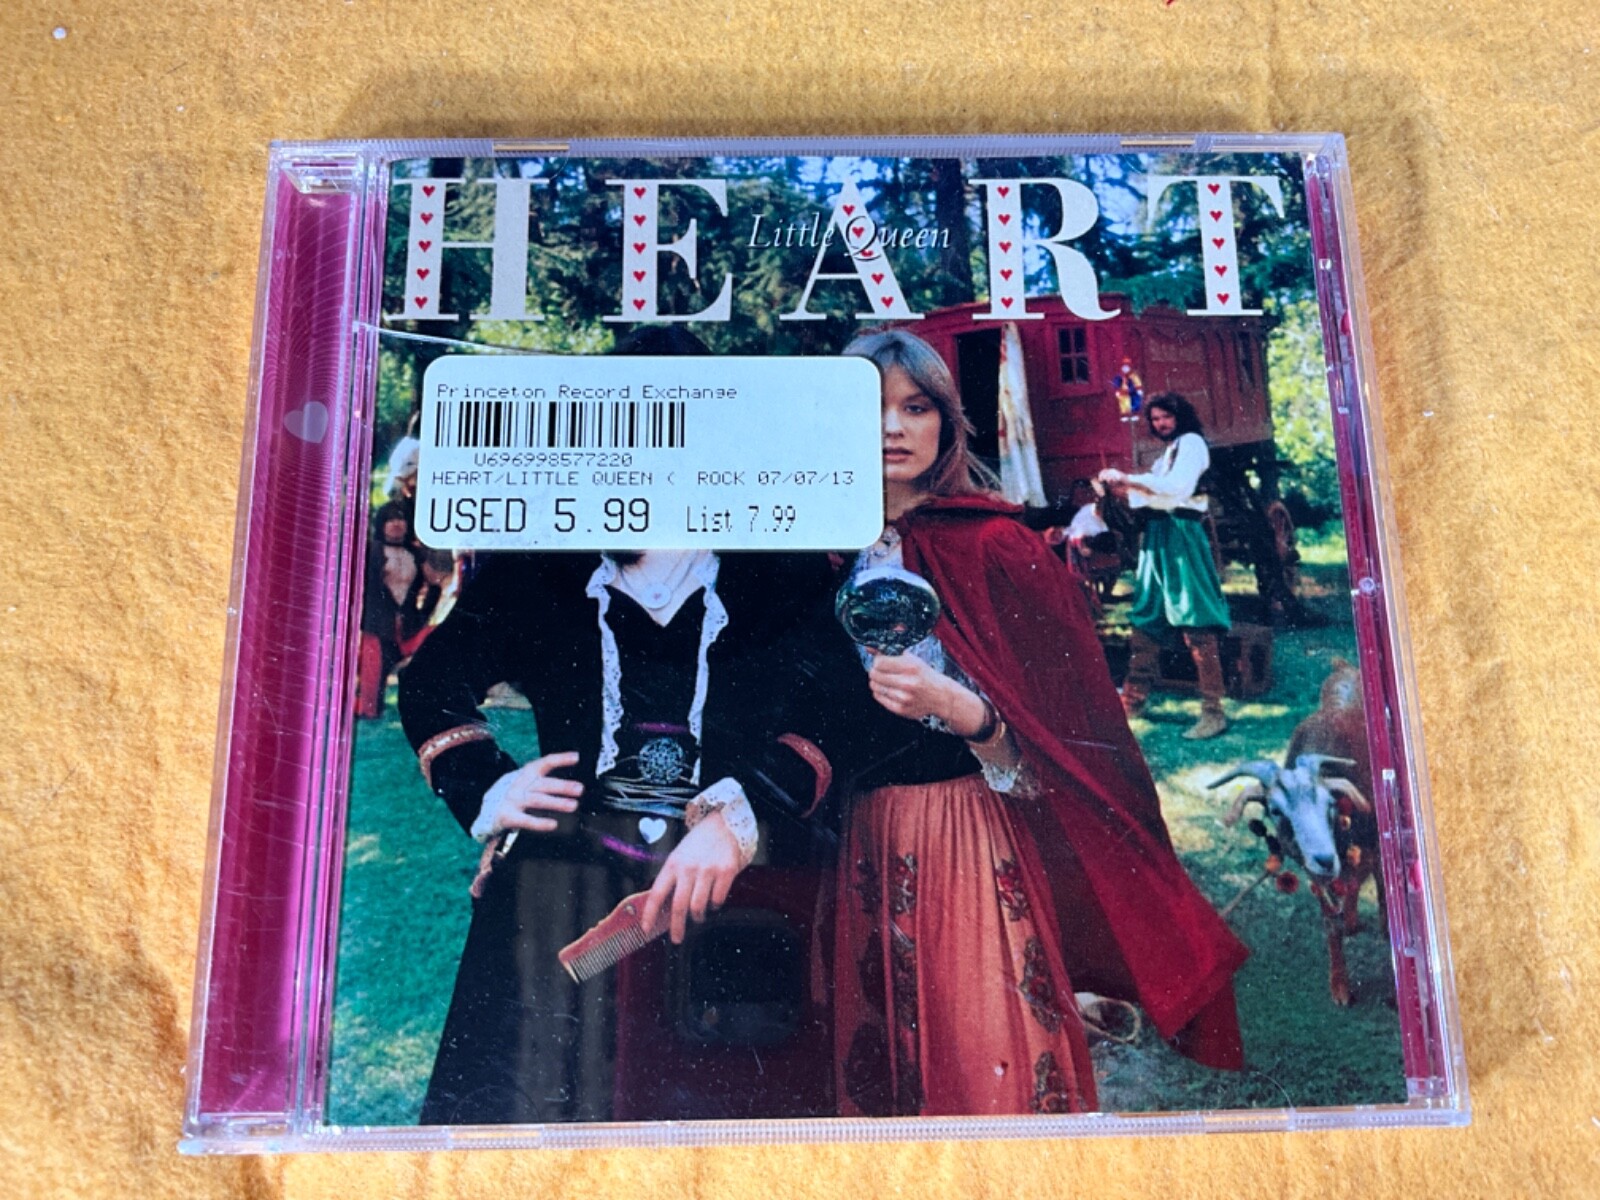 HEART
Little Queen
Princeton Record Exchange
U696998577220
HEART/LITTLE QUEEN < ROCK 07/07/13
USED 5.99 List 7.99